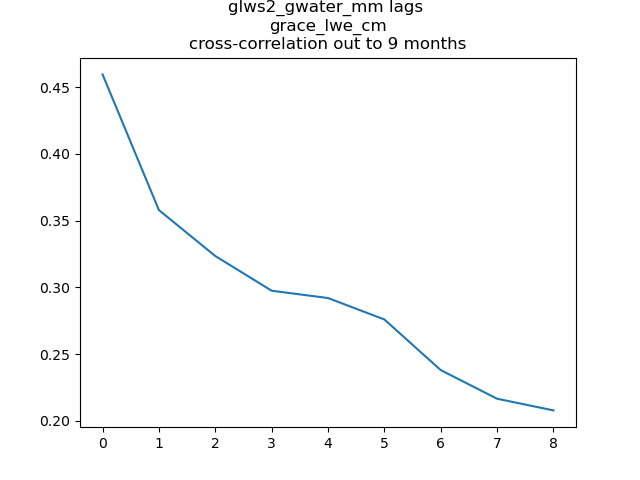 glws2_gwater_mm lags
grace_lwe_cm
cross-correlation out to 9 months
0.45
0.40
0.35
0.30
0.25
0.20
0 1 2 3 4 5 6 7 8